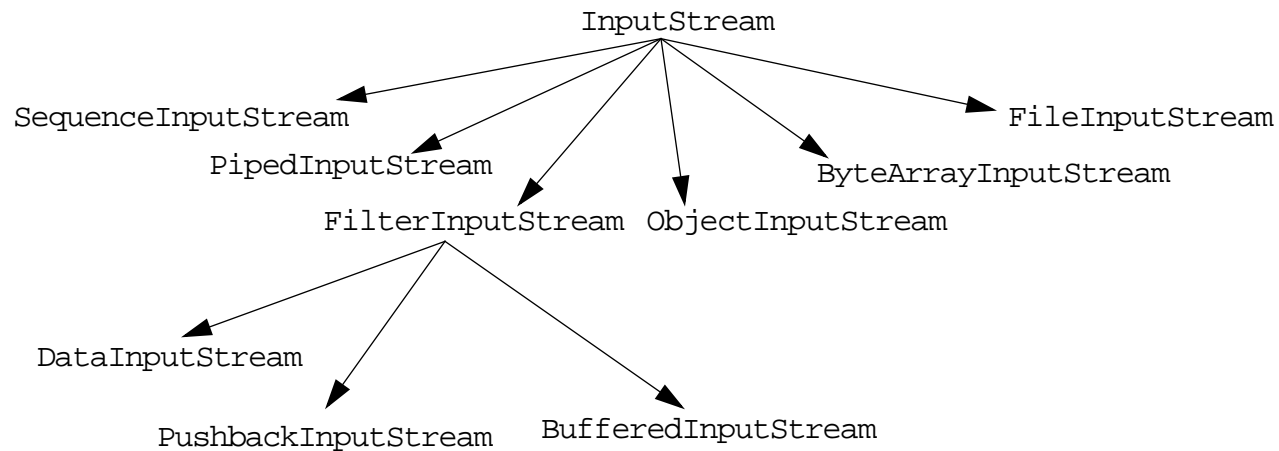 InputStream
SequenceInputStream
FileInputStream
PipedInputStream
ByteArrayInputStream
FilterInputStream
ObjectInputStream
DataInputStream
PushbackInputStream
BufferedInputStream